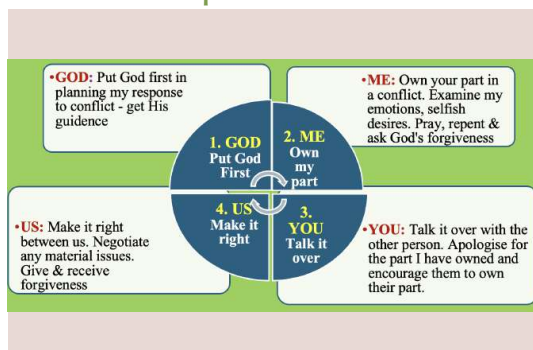 •GOD: Put God first in
planning my response
to conflict - get His
guidence
•ME: Own your part in
a conflict. Examine my
emotions, selfish
desires. Pray, repent &
ask God's forgiveness
1. GOD
Put God
First
2. ME
Own
my
part
4. US
Make it
right
3.
YOU
Talk it
over
•US: Make it right
between us. Negotiate
any material issues.
Give & receive
forgiveness
•YOU: Talk it over with the
other person. Apologise for
the part I have owned and
encourage them to own
their part.